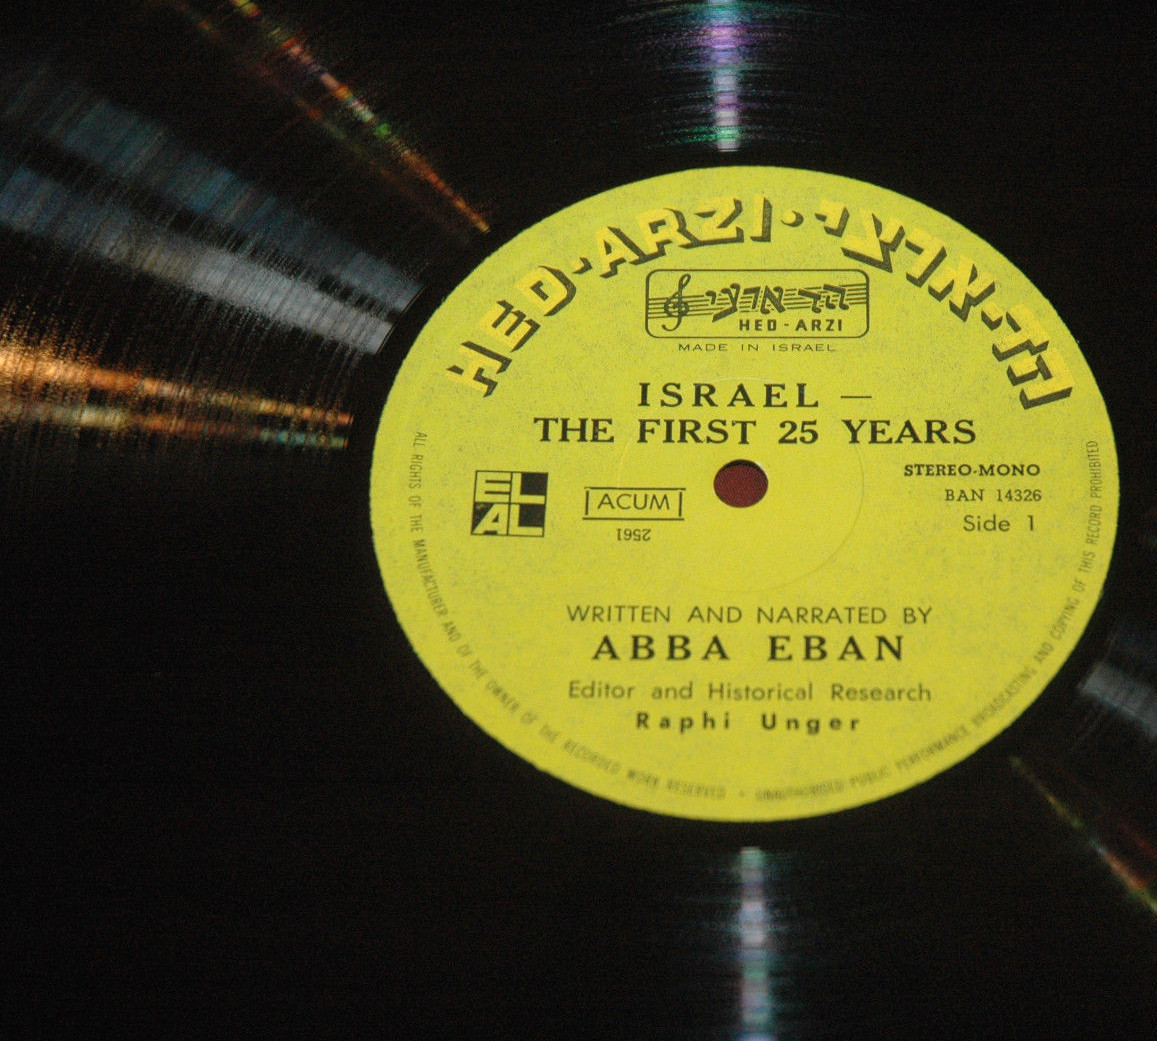 HED-ARZI • הד-ארצי
הד ארצי
HED-ARZI
MADE IN ISRAEL
ISRAEL —
THE FIRST 25 YEARS
EL
AL
ACUM
2561
STEREO-MONO
BAN 14326
Side 1
WRITTEN AND NARRATED BY
ABBA EBAN
Editor and Historical Research
Raphi Unger
ALL RIGHTS OF THE MANUFACTURER AND OF THE OWNER OF THE RECORDED WORK RESERVED • UNAUTHORISED PUBLIC PERFORMANCE BROADCASTING AND COPYING OF THIS RECORD PROHIBITED